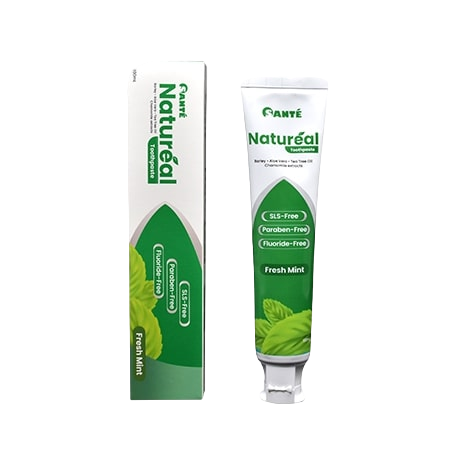 SANTÉ
Naturéal
Toothpaste
SLS-Free
Paraben-Free
Fluoride-Free
Fresh Mint
SANTÉ
Naturéal
Toothpaste
Barley • Aloe Vera • Tea Tree Oil
Chamomile extracts
SLS-Free
Paraben-Free
Fluoride-Free
Fresh Mint